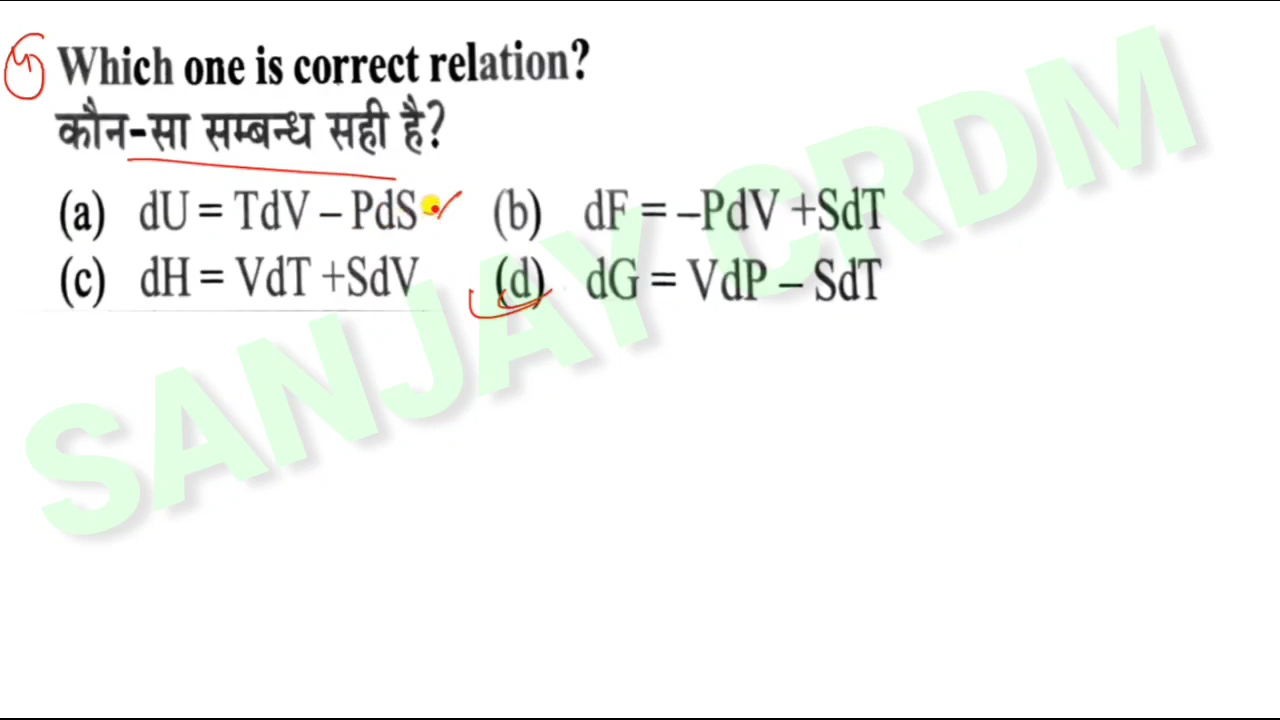 4 Which one is correct relation?
कौन-सा सम्बन्ध सही है?
(a) dU = TdV – PdS (b) dF = –PdV +SdT
(c) dH = VdT +SdV (d) dG = VdP – SdT
SANJAY CRDM